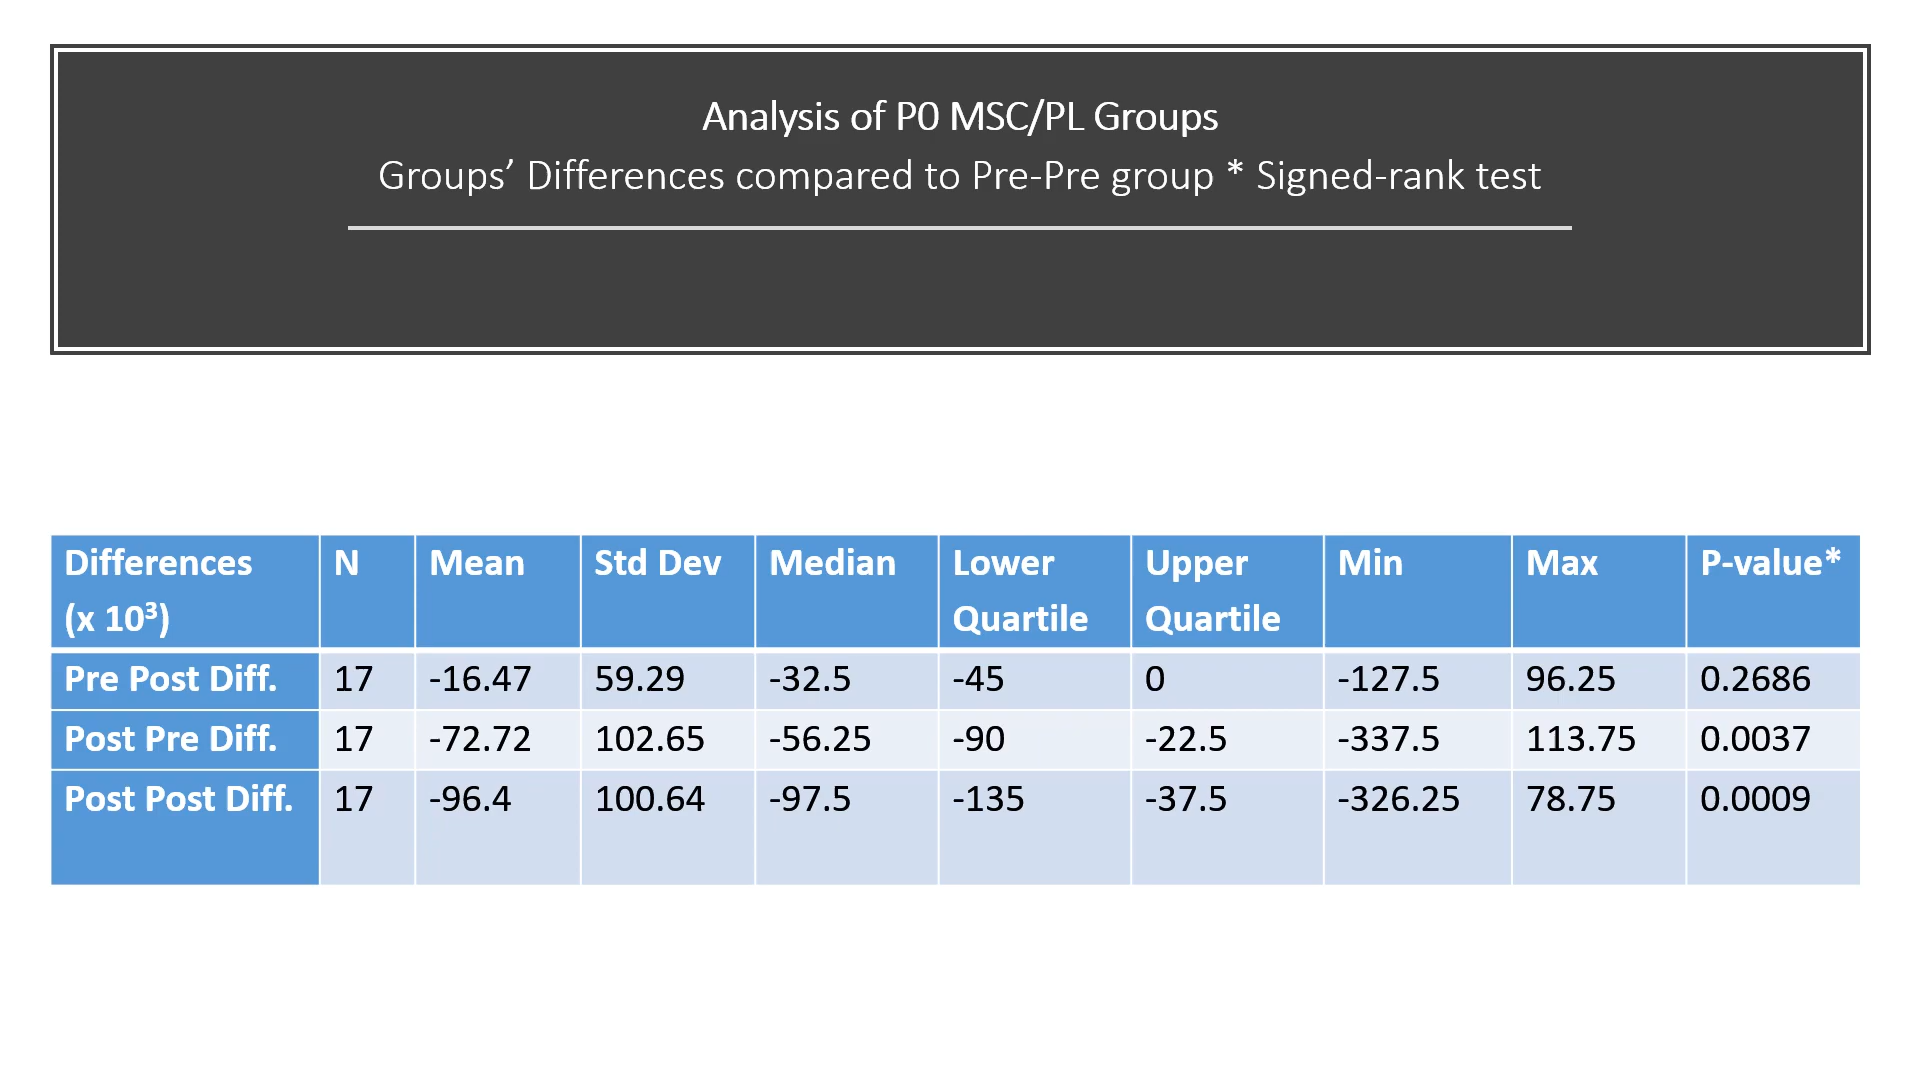 Analysis of P0 MSC/PL Groups
Groups’ Differences compared to Pre-Pre group * Signed-rank test
Differences (x 10³) N Mean Std Dev Median Lower Quartile Upper Quartile Min Max P-value*
Pre Post Diff. 17 -16.47 59.29 -32.5 -45 0 -127.5 96.25 0.2686
Post Pre Diff. 17 -72.72 102.65 -56.25 -90 -22.5 -337.5 113.75 0.0037
Post Post Diff. 17 -96.4 100.64 -97.5 -135 -37.5 -326.25 78.75 0.0009